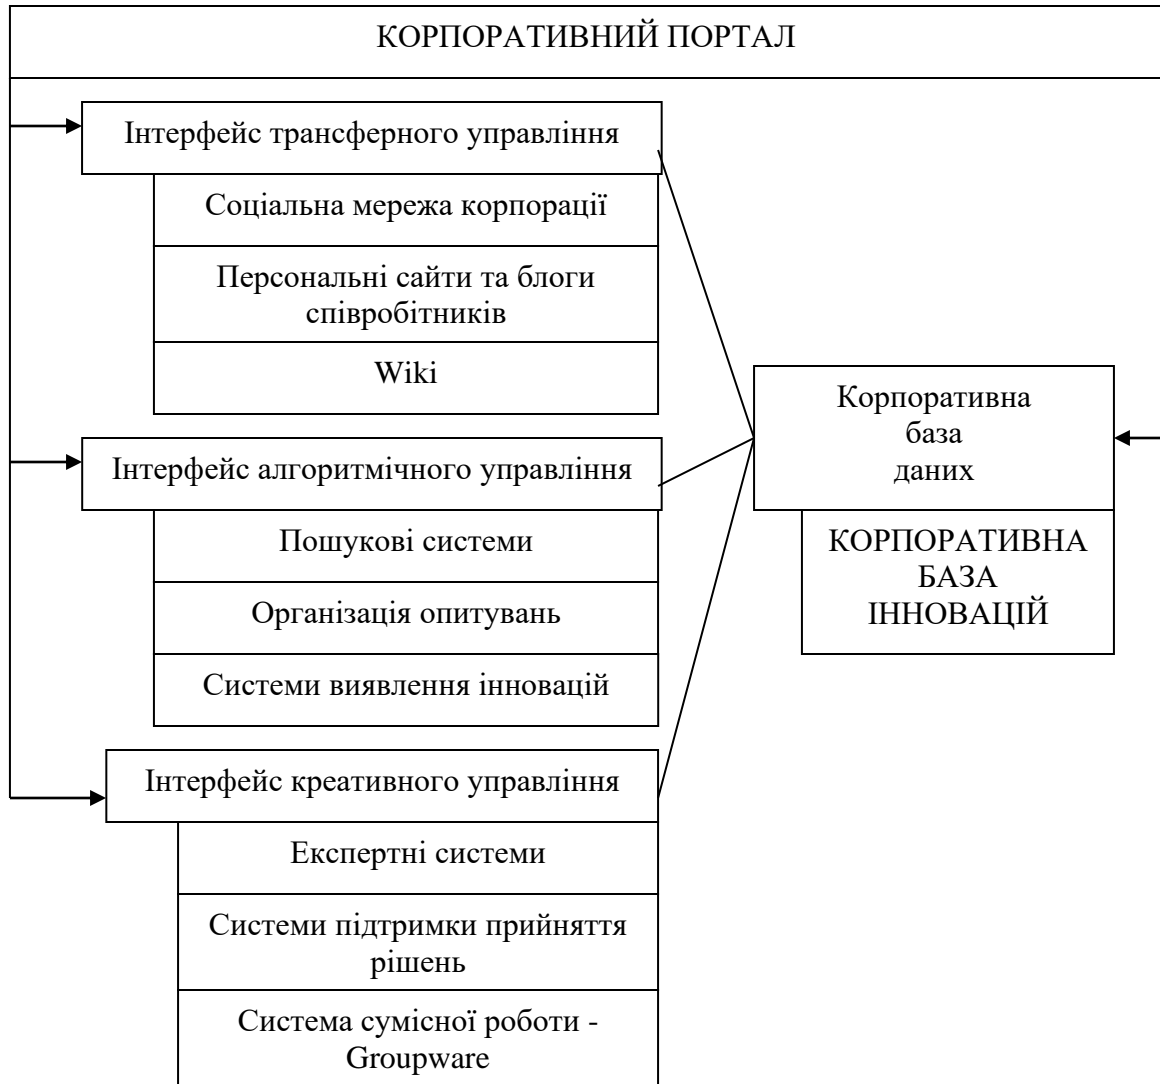 КОРПОРАТИВНИЙ ПОРТАЛ
Інтерфейс трансферного управління
Соціальна мережа корпорації
Персональні сайти та блоги
співробітників
Wiki
Інтерфейс алгоритмічного управління
Пошукові системи
Організація опитувань
Системи виявлення інновацій
Інтерфейс креативного управління
Експертні системи
Системи підтримки прийняття
рішень
Система сумісної роботи -
Groupware
Корпоративна
база
даних
КОРПОРАТИВНА
БАЗА
ІННОВАЦІЙ